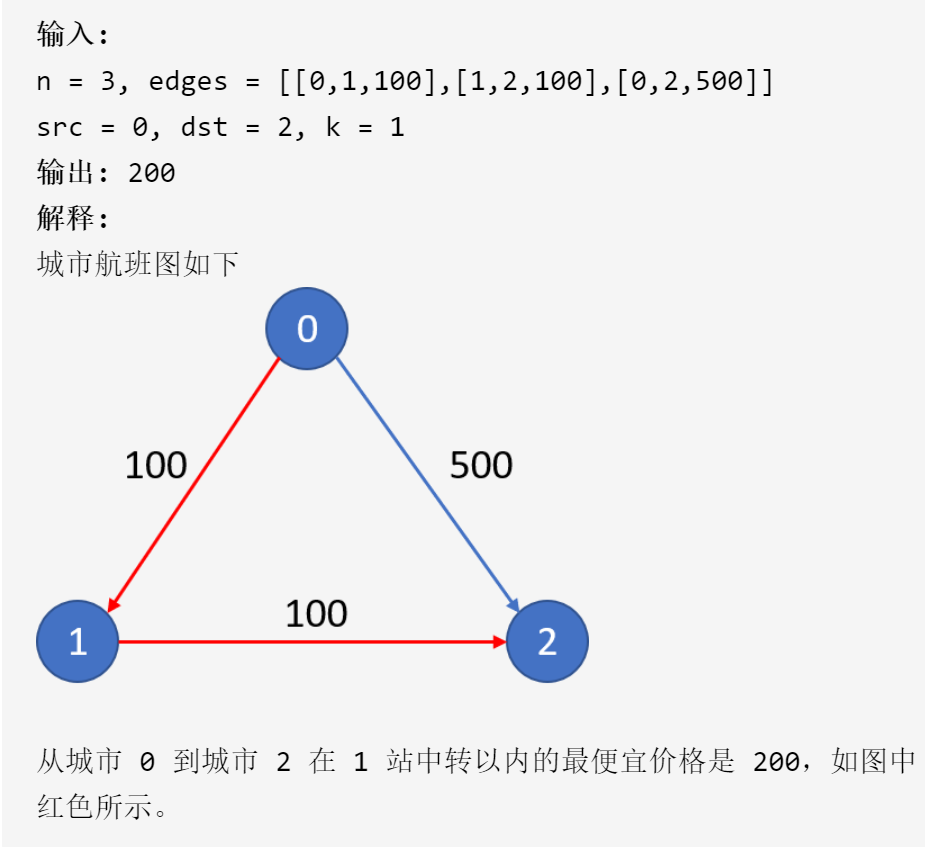 输入:
n = 3, edges = [[0,1,100],[1,2,100],[0,2,500]]
src = 0, dst = 2, k = 1
输出: 200
解释:
城市航班图如下
0
100
500
100
1
2
从城市 0 到城市 2 在 1 站中转以内的最便宜价格是 200，如图中
红色所示。